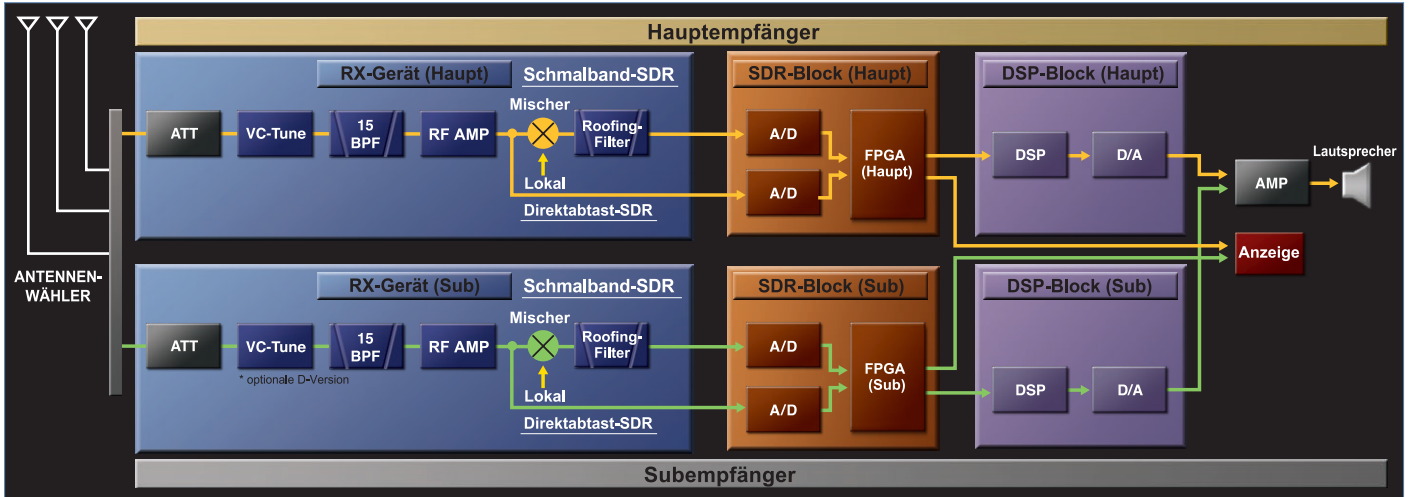 Hauptempfänger
RX-Gerät (Haupt)
Schmalband-SDR
SDR-Block (Haupt)
DSP-Block (Haupt)
Mischer
ATT
VC-Tune
15
BPF
RF AMP
Roofing-
Filter
A/D
A/D
FPGA
(Haupt)
DSP
D/A
Lokal
Direktabtast-SDR
Lautsprecher
AMP
Anzeige
ANTENNEN-
WÄHLER
RX-Gerät (Sub)
Schmalband-SDR
SDR-Block (Sub)
DSP-Block (Sub)
Mischer
ATT
VC-Tune
* optionale D-Version
15
BPF
RF AMP
Roofing-
Filter
A/D
A/D
FPGA
(Sub)
DSP
D/A
Lokal
Direktabtast-SDR
Subempfänger